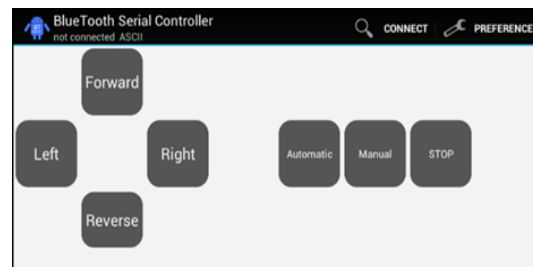 BlueTooth Serial Controller
not connected ASCII
CONNECT
PREFERENCE
Forward
Left
Right
Automatic
Manual
STOP
Reverse